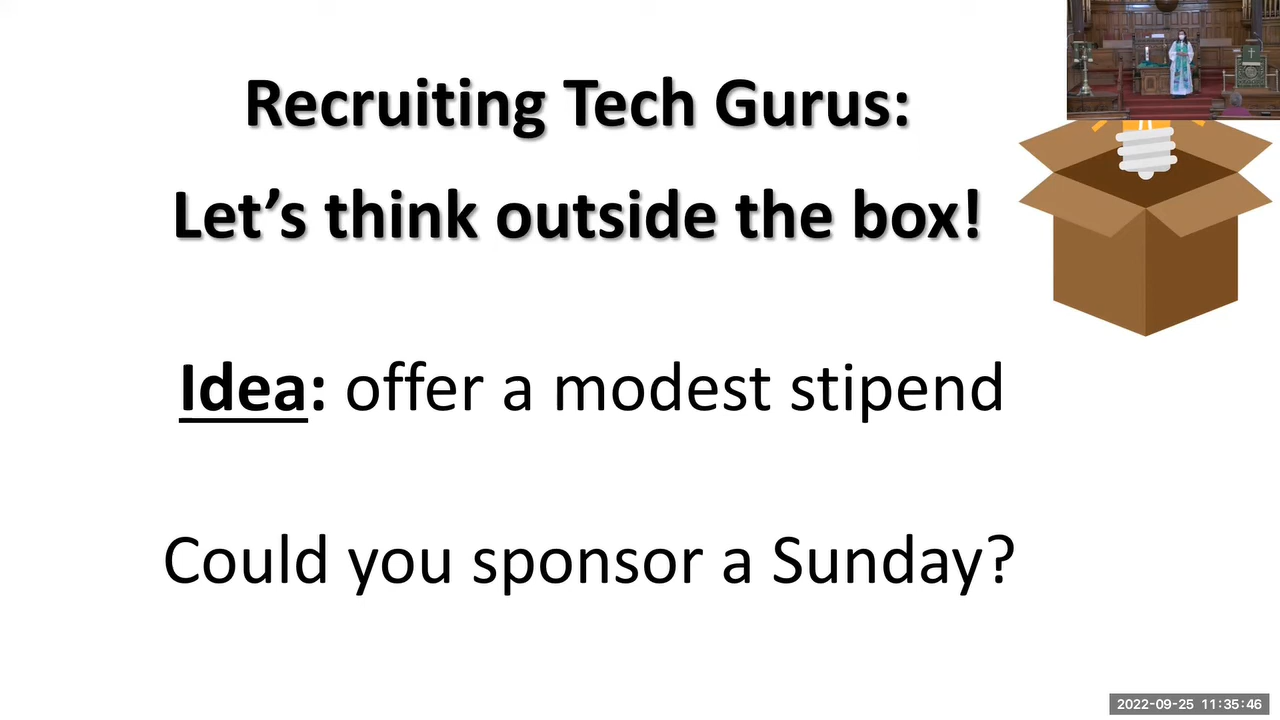 Recruiting Tech Gurus:
Let’s think outside the box!
Idea: offer a modest stipend
Could you sponsor a Sunday?
2022-09-25 11:35:46